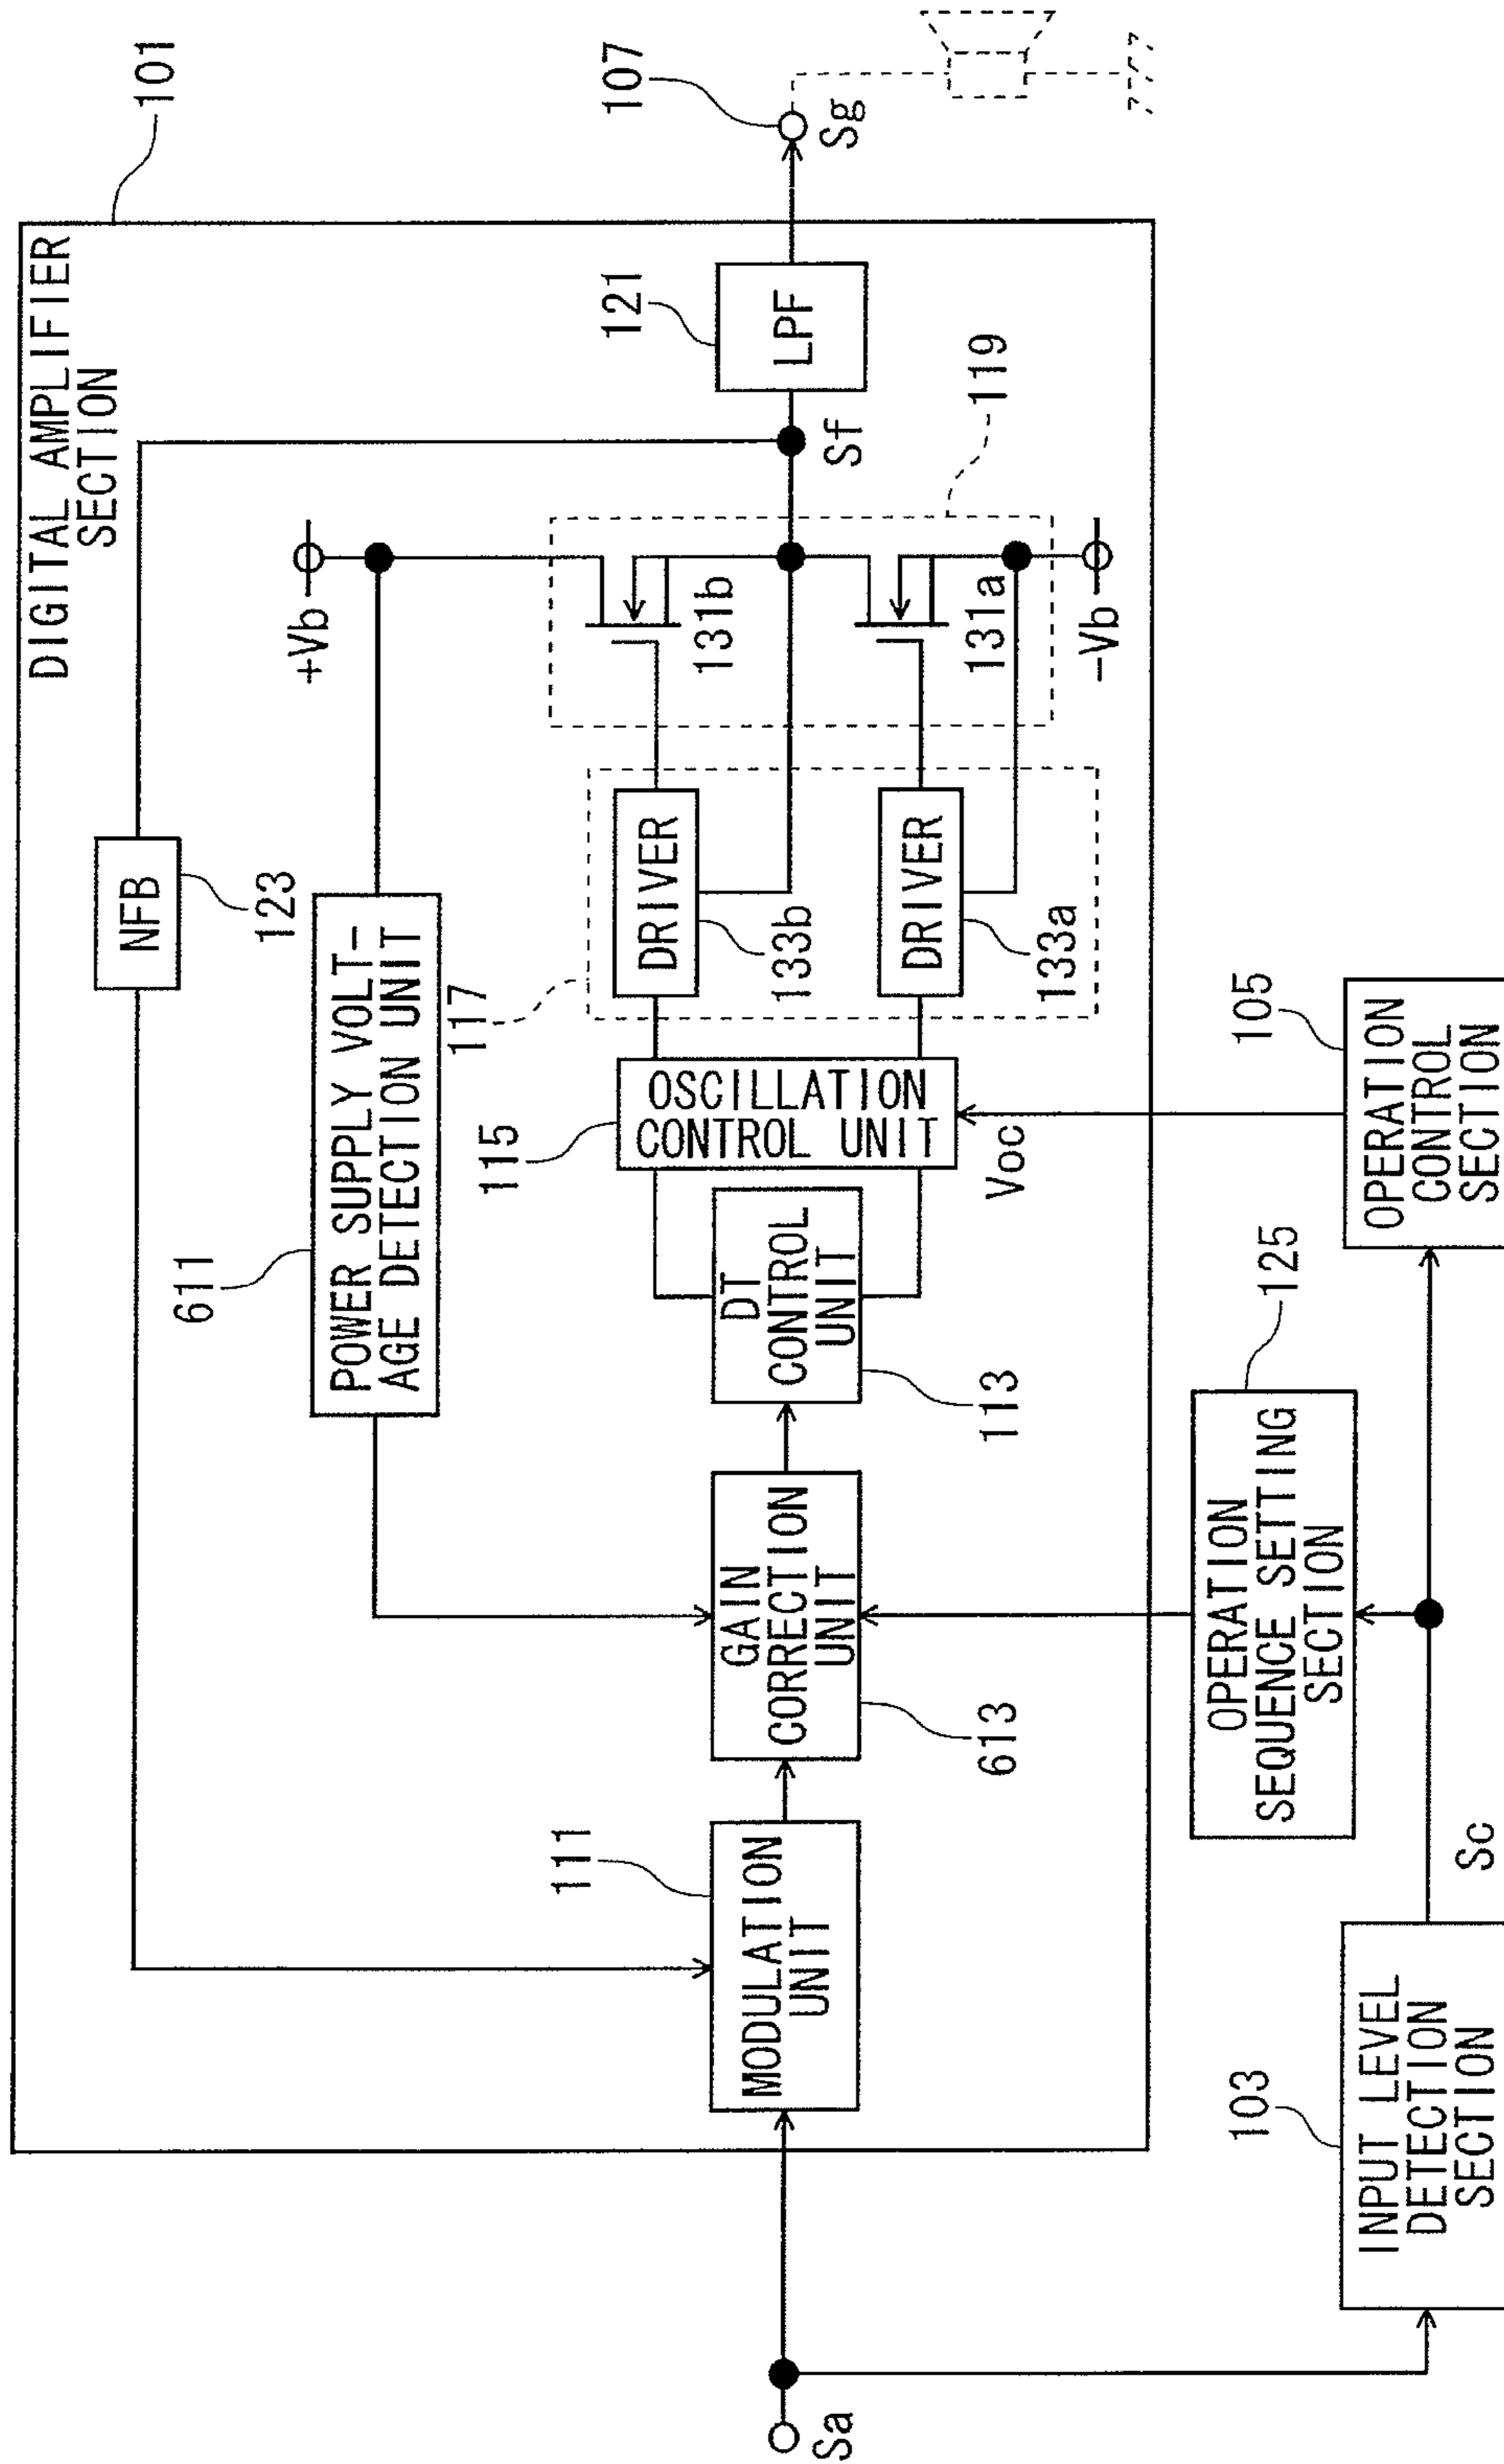 DIGITAL AMPLIFIER
SECTION
101
NFB
123
+Vb
611
POWER SUPPLY VOLT-
AGE DETECTION UNIT
117
119
121
107
111
MODULATION
UNIT
613
GAIN
CORRECTION
UNIT
113
DT
CONTROL
UNIT
115
OSCILLATION
CONTROL UNIT
DRIVER
133b
DRIVER
133a
131b
131a
LPF
Sf
Sg
-Vb
Voc
Sa
103
INPUT LEVEL
DETECTION
SECTION
Sc
125
OPERATION
SEQUENCE SETTING
SECTION
105
OPERATION
CONTROL
SECTION